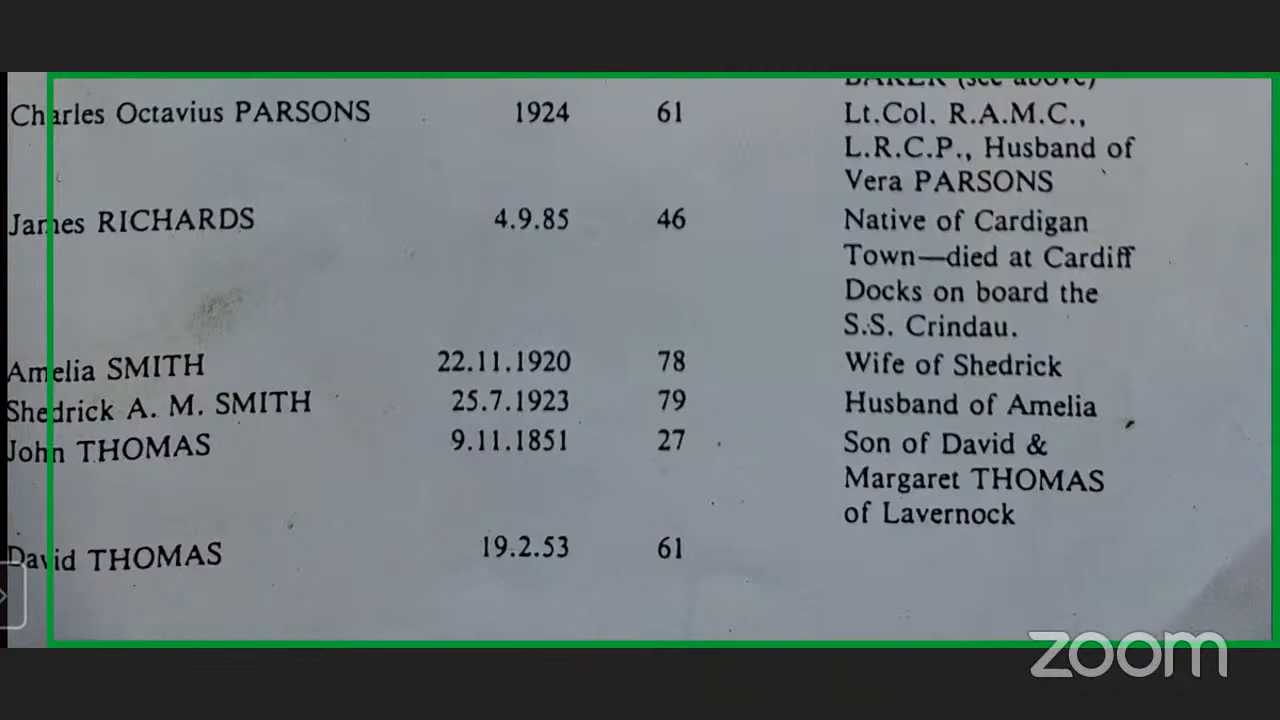 BAKER (see above)
Charles Octavius PARSONS 1924 61 Lt.Col. R.A.M.C.,
L.R.C.P., Husband of
Vera PARSONS
James RICHARDS 4.9.85 46 Native of Cardigan
Town—died at Cardiff
Docks on board the
S.S. Crindau.
Amelia SMITH 22.11.1920 78 Wife of Shedrick
Shedrick A. M. SMITH 25.7.1923 79 Husband of Amelia
John THOMAS 9.11.1851 27 Son of David &
Margaret THOMAS
of Lavernock
David THOMAS 19.2.53 61
zoom